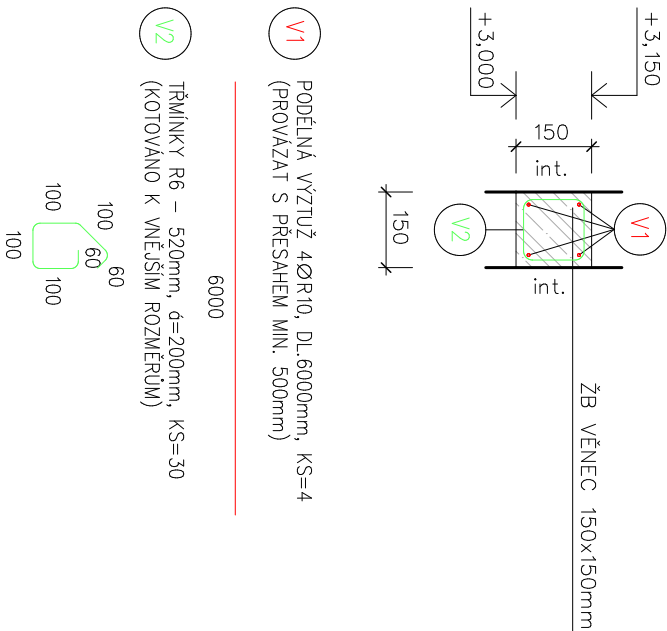 +3,150
+3,000
150
int.
V1
V2
150
int.
ŽB VĚNEC 150x150mm
V1
PODÉLNÁ VÝZTUŽ 4ØR10, DL.6000mm, KS=4
(PROVÁZAT S PŘESAHEM MIN. 500mm)
6000
V2
TŘMÍNKY R6 - 520mm, á=200mm, KS=30
(KOTOVÁNO K VNĚJŠÍM ROZMĚRŮM)
100
60
60
100
100
100